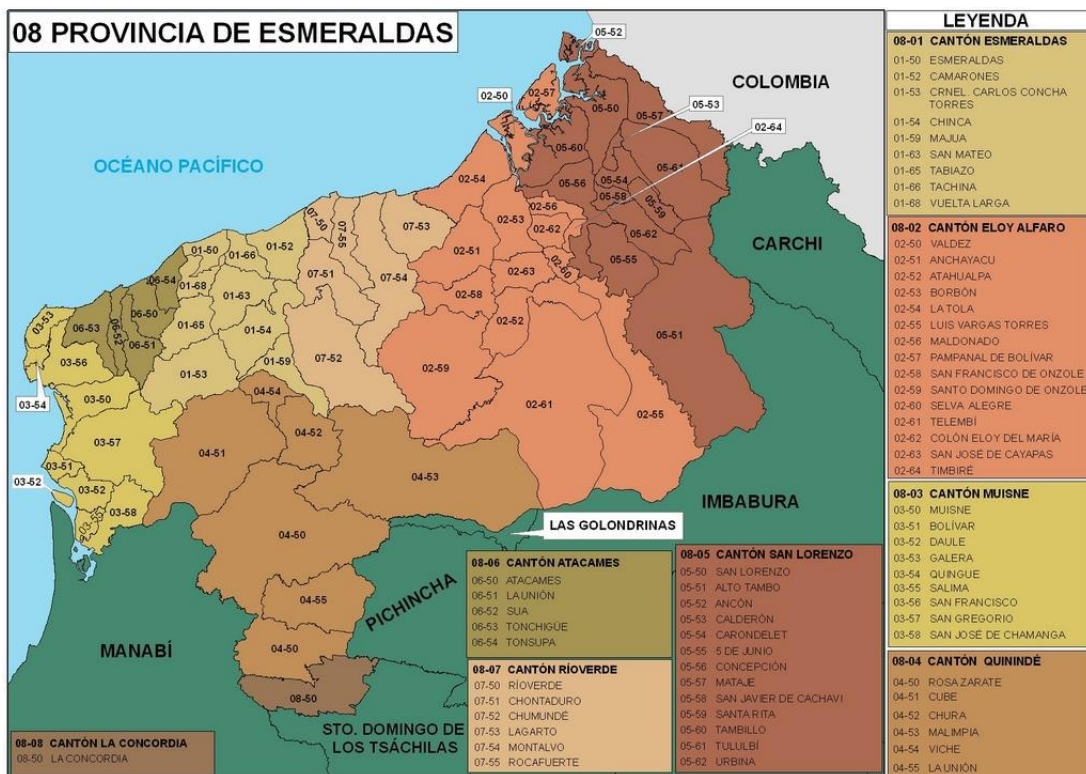 08 PROVINCIA DE ESMERALDAS
05-52
COLOMBIA
02-50
02-57
05-50
05-53
05-57
02-64
OCÉANO PACÍFICO
05-60
05-61
02-54
05-56
05-54
05-58
05-59
02-56
02-53
02-62
05-62
CARCHI
07-50
07-55
07-53
01-50
01-52
01-66
02-51
02-60
05-55
06-54
07-51
07-54
02-63
01-68
01-63
02-58
03-53
06-53
06-52
06-50
01-65
01-54
02-52
06-51
05-51
03-56
01-59
07-52
02-59
01-53
03-54
03-50
04-54
02-61
02-55
03-57
04-52
04-51
03-51
04-53
03-52
03-52
03-55
03-58
IMBABURA
LAS GOLONDRINAS
04-50
PICHINCHA
04-55
MANABÍ
04-50
08-50
STO. DOMINGO DE
LOS TSÁCHILAS
08-08 CANTÓN LA CONCORDIA
08-50 LA CONCORDIA
08-06 CANTÓN ATACAMES
06-50 ATACAMES
06-51 LA UNIÓN
06-52 SUA
06-53 TONCHIGÜE
06-54 TONSUPA
08-07 CANTÓN RÍOVERDE
07-50 RÍOVERDE
07-51 CHONTADURO
07-52 CHUMUNDÉ
07-53 LAGARTO
07-54 MONTALVO
07-55 ROCAFUERTE
08-05 CANTÓN SAN LORENZO
05-50 SAN LORENZO
05-51 ALTO TAMBO
05-52 ANCÓN
05-53 CALDERÓN
05-54 CARONDELET
05-55 5 DE JUNIO
05-56 CONCEPCIÓN
05-57 MATAJE
05-58 SAN JAVIER DE CACHAVI
05-59 SANTA RITA
05-60 TAMBILLO
05-61 TULULBÍ
05-62 URBINA
LEYENDA
08-01 CANTÓN ESMERALDAS
01-50 ESMERALDAS
01-52 CAMARONES
01-53 CRNEL. CARLOS CONCHA
TORRES
01-54 CHINCA
01-59 MAJUA
01-63 SAN MATEO
01-65 TABIAZO
01-66 TACHINA
01-68 VUELTA LARGA
08-02 CANTÓN ELOY ALFARO
02-50 VALDEZ
02-51 ANCHAYACU
02-52 ATAHUALPA
02-53 BORBÓN
02-54 LA TOLA
02-55 LUIS VARGAS TORRES
02-56 MALDONADO
02-57 PAMPANAL DE BOLÍVAR
02-58 SAN FRANCISCO DE ONZOLE
02-59 SANTO DOMINGO DE ONZOLE
02-60 SELVA ALEGRE
02-61 TELEMBÍ
02-62 COLÓN ELOY DEL MARÍA
02-63 SAN JOSÉ DE CAYAPAS
02-64 TIMBIRÉ
08-03 CANTÓN MUISNE
03-50 MUISNE
03-51 BOLÍVAR
03-52 DAULE
03-53 GALERA
03-54 QUINGUE
03-55 SALIMA
03-56 SAN FRANCISCO
03-57 SAN GREGORIO
03-58 SAN JOSÉ DE CHAMANGA
08-04 CANTÓN QUININDÉ
04-50 ROSA ZARATE
04-51 CUBE
04-52 CHURA
04-53 MALIMPIA
04-54 VICHE
04-55 LA UNIÓN